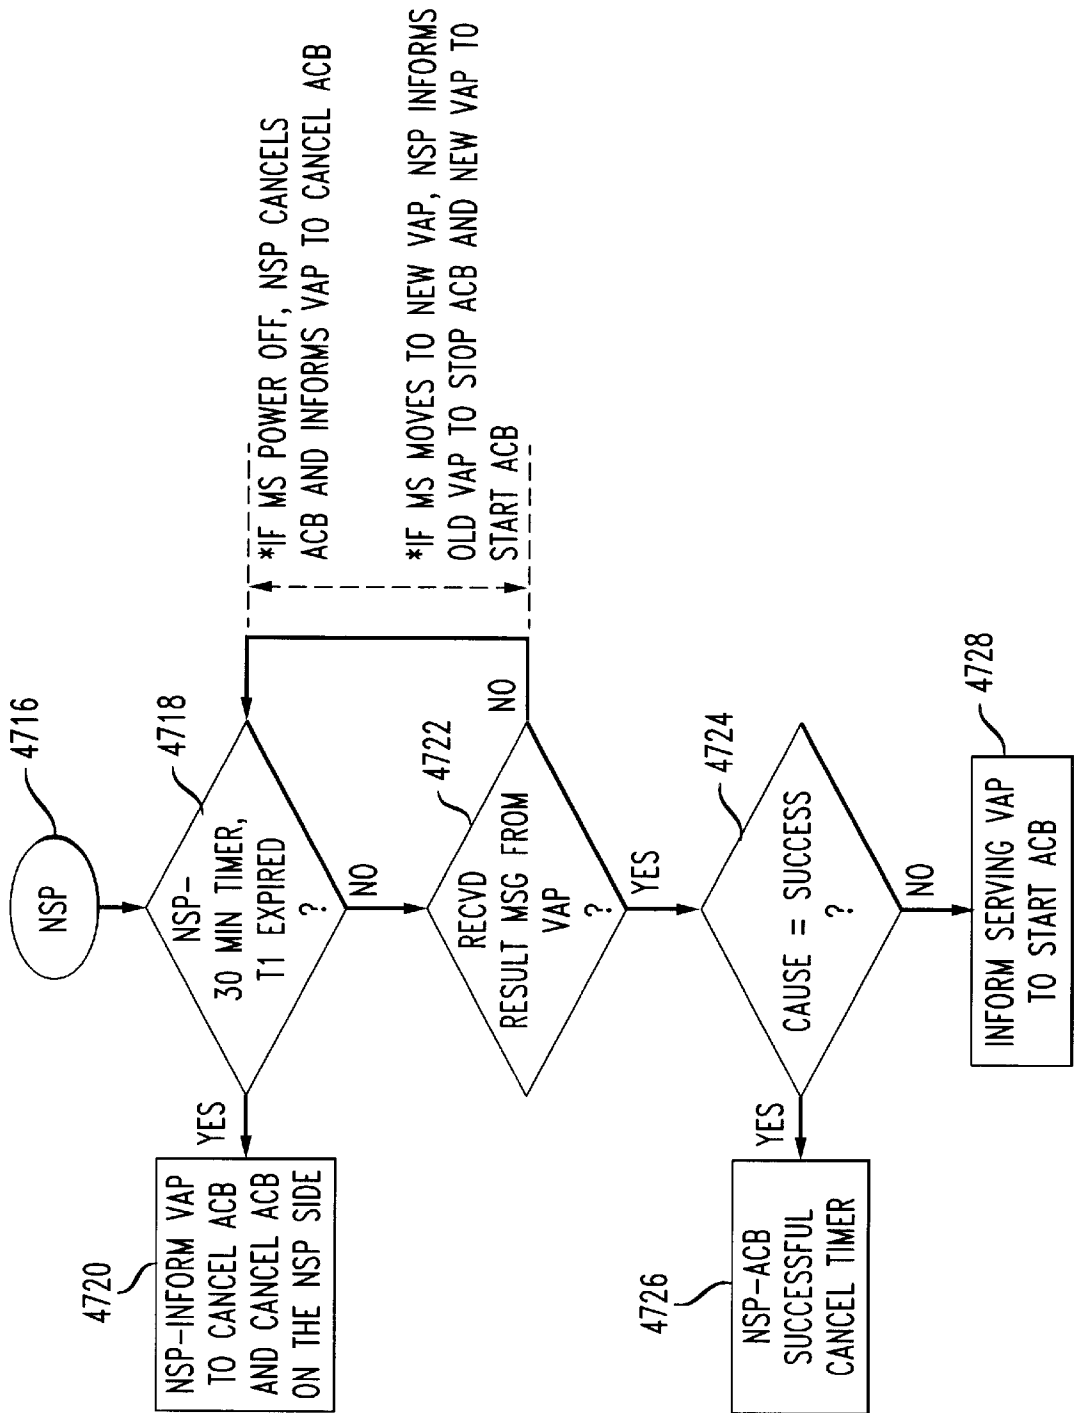 NSP
4716
NSP-
30 MIN TIMER,
T1 EXPIRED
?
4718
YES
NO
4720
NSP-INFORM VAP
TO CANCEL ACB
AND CANCEL ACB
ON THE NSP SIDE
*IF MS POWER OFF, NSP CANCELS
ACB AND INFORMS VAP TO CANCEL ACB
*IF MS MOVES TO NEW VAP, NSP INFORMS
OLD VAP TO STOP ACB AND NEW VAP TO
START ACB
RECVD
RESULT MSG FROM
VAP
?
4722
NO
YES
CAUSE = SUCCESS
?
4724
YES
NO
4726
NSP-ACB
SUCCESSFUL
CANCEL TIMER
INFORM SERVING VAP
TO START ACB
4728